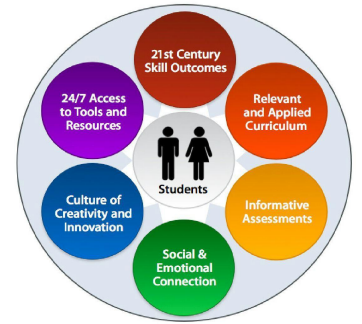 21st Century
Skill Outcomes
24/7 Access
to Tools and
Resources
Relevant
and Applied
Curriculum
Students
Culture of
Creativity and
Innovation
Informative
Assessments
Social &
Emotional
Connection